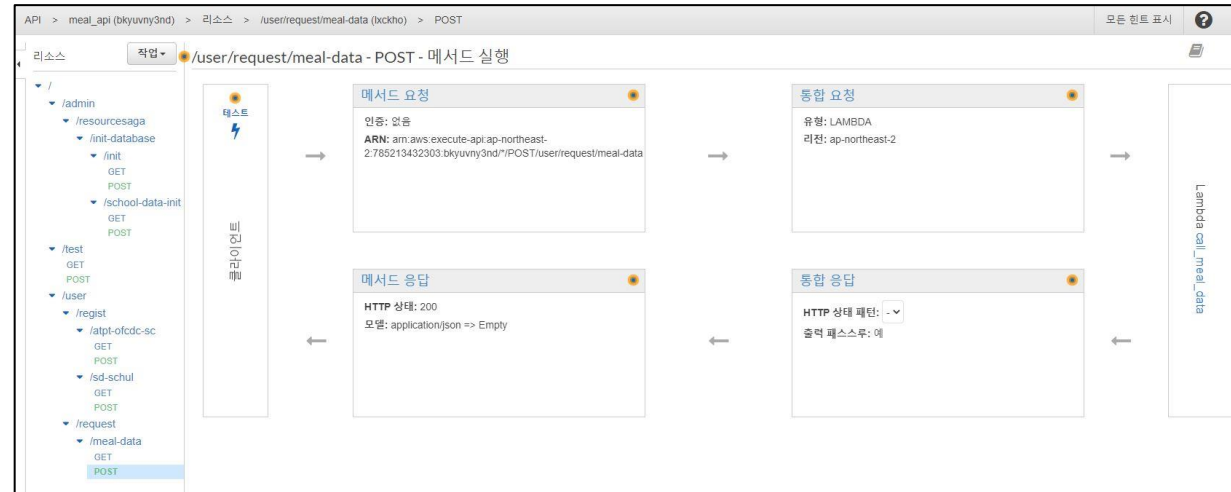 API > meal_api (bkyuvny3nd) > 리소스 > /user/request/meal-data (lxckho) > POST
모든 힌트 표시
리소스
작업
/user/request/meal-data - POST - 메서드 실행
/
/admin
/resourcesaga
/init-database
/init
GET
POST
/school-data-init
GET
POST
/test
GET
POST
/user
/regist
/atpt-ofcdc-sc
GET
POST
/sd-schul
GET
POST
/request
/meal-data
GET
POST
테스트
클라이언트
메서드 요청
인증: 없음
ARN: arn:aws:execute-api:ap-northeast-
2:785213432303:bkyuvny3nd/*/POST/user/request/meal-data
통합 요청
유형: LAMBDA
리전: ap-northeast-2
Lambda call_meal_data
메서드 응답
HTTP 상태: 200
모델: application/json => Empty
통합 응답
HTTP 상태 패턴: -
출력 패스스루: 예